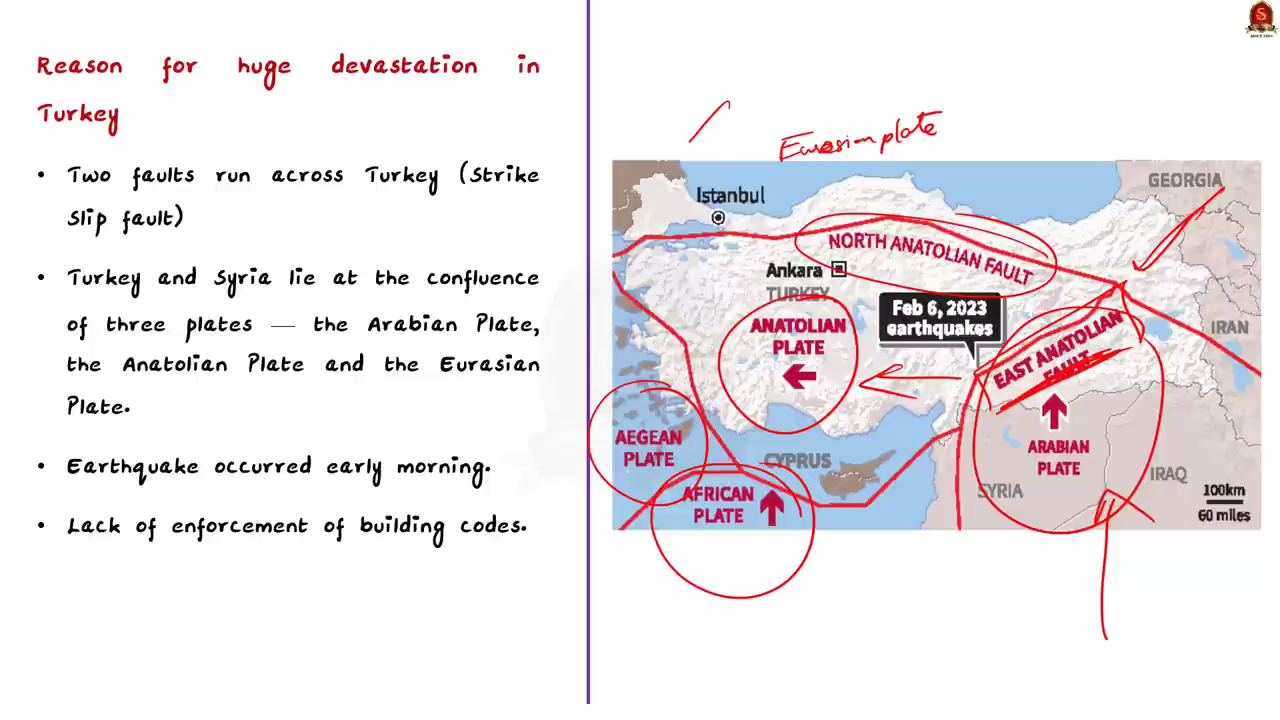 Reason for huge devastation in
Turkey
• Two faults run across Turkey (Strike
Slip fault)
• Turkey and Syria lie at the confluence
of three plates — the Arabian Plate,
the Anatolian Plate and the Eurasian
Plate.
• Earthquake occurred early morning.
• Lack of enforcement of building codes.
S
SINCE 2004
Eurasian plate
GEORGIA
Istanbul
NORTH ANATOLIAN FAULT
Ankara
TURKEY
Feb 6, 2023
earthquakes
ANATOLIAN
PLATE
IRAN
EAST ANATOLIAN
FAULT
AEGEAN
PLATE
CYPRUS
ARABIAN
PLATE
IRAQ
SYRIA
AFRICAN
PLATE
100km
60 miles